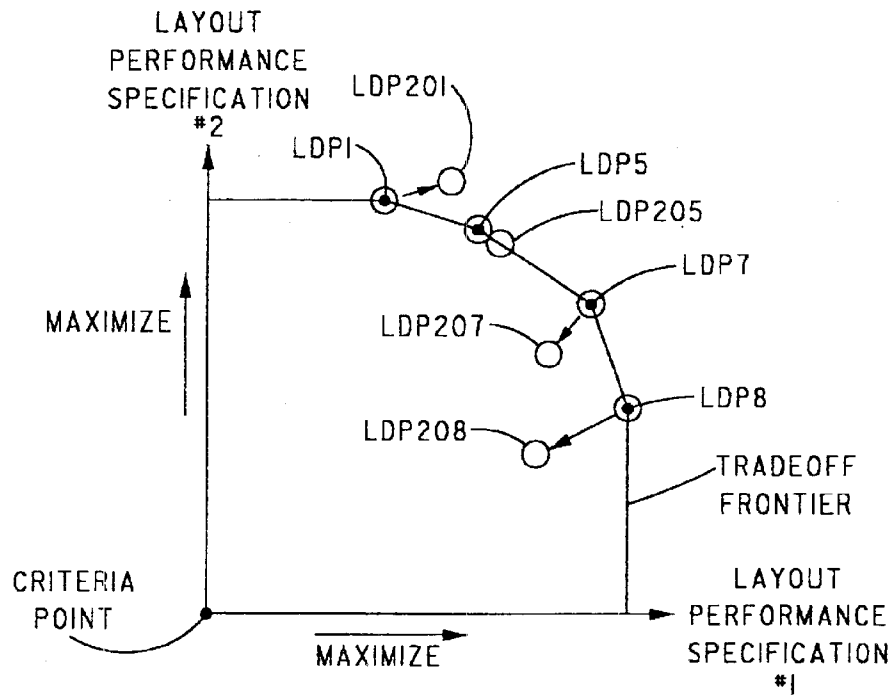 LAYOUT
PERFORMANCE
SPECIFICATION
#2
LDP201
LDP1
LDP5
LDP205
LDP7
MAXIMIZE
LDP207
LDP8
LDP208
TRADEOFF
FRONTIER
CRITERIA
POINT
MAXIMIZE
LAYOUT
PERFORMANCE
SPECIFICATION
#1